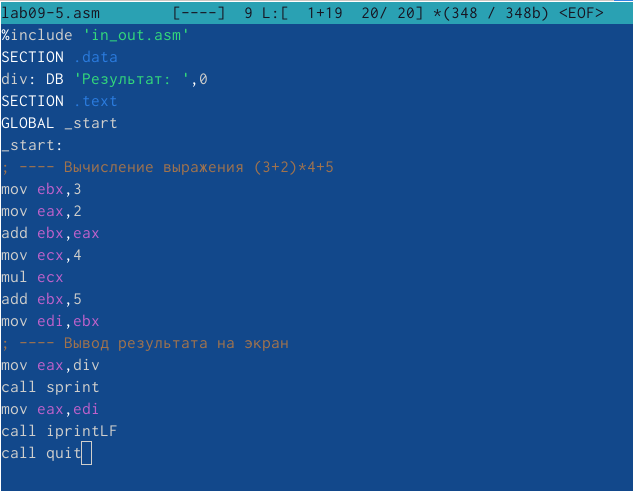 lab09-5.asm [----] 9 L:[ 1+19 20/ 20] *(348 / 348b) <EOF>
%include 'in_out.asm'
SECTION .data
div: DB 'Результат: ',0
SECTION .text
GLOBAL _start
_start:
; ---- Вычисление выражения (3+2)*4+5
mov ebx,3
mov eax,2
add ebx,eax
mov ecx,4
mul ecx
add ebx,5
mov edi,ebx
; ---- Вывод результата на экран
mov eax,div
call sprint
mov eax,edi
call iprintLF
call quit